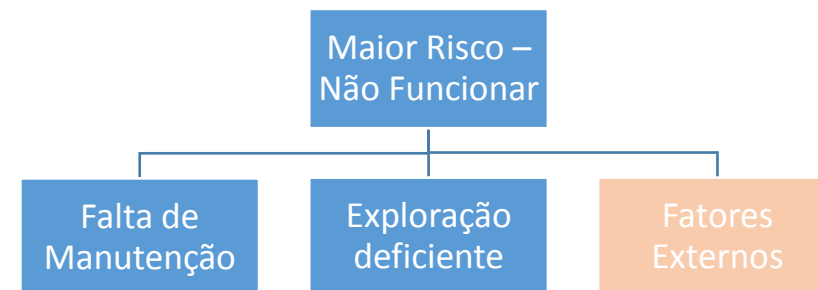 Maior Risco –
Não Funcionar
Falta de
Manutenção
Exploração
deficiente
Fatores
Externos